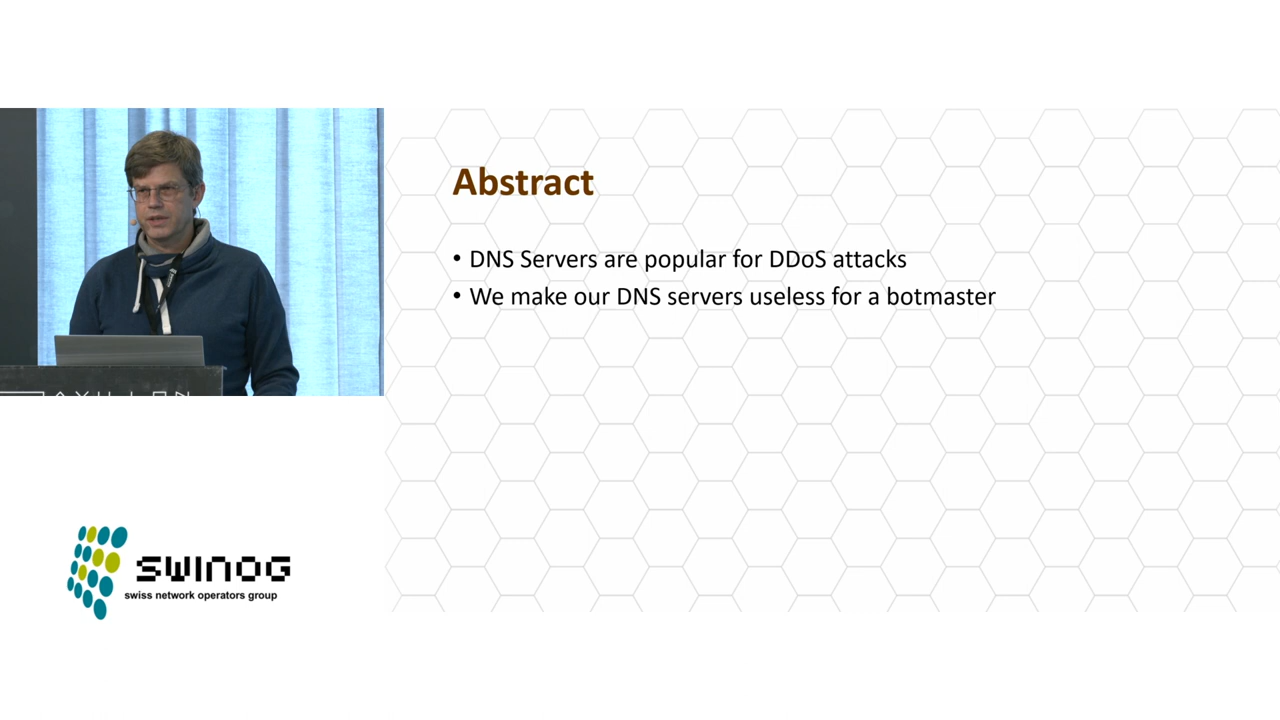 Abstract
• DNS Servers are popular for DDoS attacks
• We make our DNS servers useless for a botmaster
SWINOG
swiss network operators group